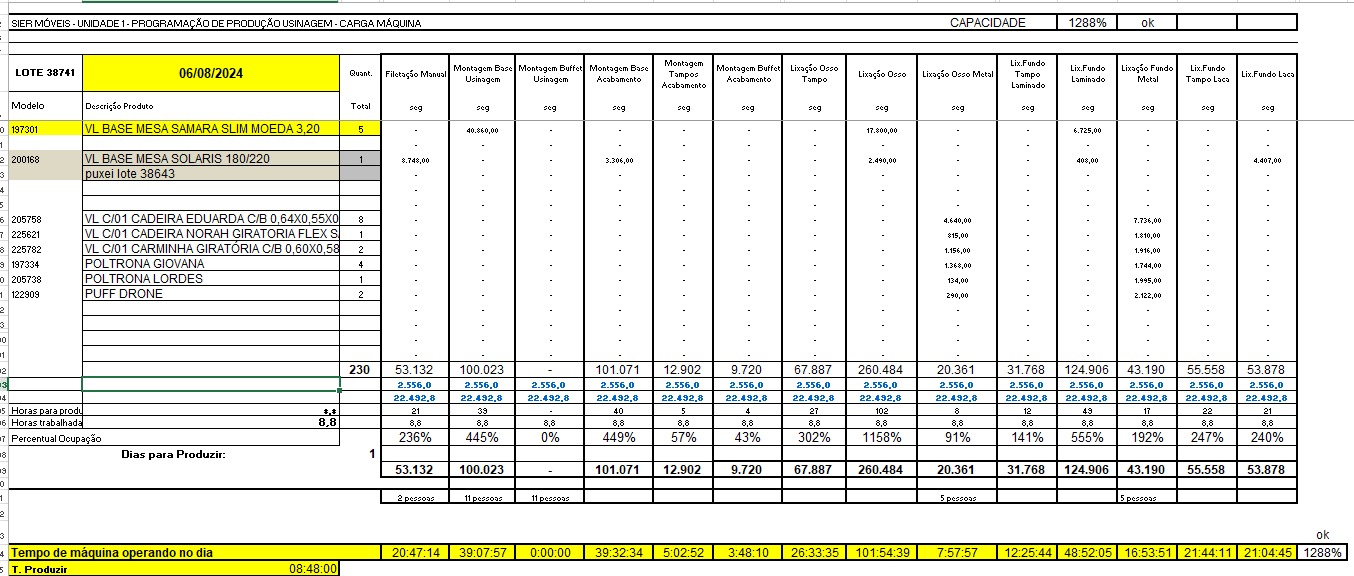 SIER MÓVEIS - UNIDADE 1 - PROGRAMAÇÃO DE PRODUÇÃO USINAGEM - CARGA MÁQUINA CAPACIDADE 1288% ok
LOTE 38741 06/08/2024 Quant. Filetação Manual Montagem Base Usinagem Montagem Buffet Usinagem Montagem Base Acabamento Montagem Tampos Acabamento Montagem Buffet Acabamento Lixação Osso Tampo Lixação Osso Lixação Osso Metal Lix.Fundo Tampo Laminado Lix.Fundo Laminado Lixação Fundo Metal Lix.Fundo Tampo Laca Lix.Fundo Laca
Modelo Descrição Produto Total seg seg seg seg seg seg seg seg seg seg seg seg seg seg
197301 VL BASE MESA SAMARA SLIM MOEDA 3,20 5 - 40.360,00 - - - - - 17.800,00 - - 6.725,00 - - -
- - - - - - - - - - - - - -
200168 VL BASE MESA SOLARIS 180/220 1 8.748,00 - - 3.306,00 - - - 2.490,00 - - 408,00 - - 4.407,00
puxei lote 38643 - - - - - - - - - - - - - -
- - - - - - - - - - - - - -
- - - - - - - - - - - - - -
205758 VL C/01 CADEIRA EDUARDA C/B 0,64X0,55X0 8 - - - - - - - - 4.640,00 - - 7.736,00 - -
225621 VL C/01 CADEIRA NORAH GIRATORIA FLEX S 1 - - - - - - - - 815,00 - - 1.810,00 - -
225782 VL C/01 CARMINHA GIRATÓRIA C/B 0,60X0,58 2 - - - - - - - - 1.156,00 - - 1.916,00 - -
197334 POLTRONA GIOVANA 4 - - - - - - - - 1.368,00 - - 1.744,00 - -
205738 POLTRONA LORDES 1 - - - - - - - - 134,00 - - 1.995,00 - -
122909 PUFF DRONE 2 - - - - - - - - 290,00 - - 2.122,00 - -
- - - - - - - - - - - - - -
- - - - - - - - - - - - - -
- - - - - - - - - - - - - -
- - - - - - - - - - - - - -
230 53.132 100.023 - 101.071 12.902 9.720 67.887 260.484 20.361 31.768 124.906 43.190 55.558 53.878
2.556,0 2.556,0 2.556,0 2.556,0 2.556,0 2.556,0 2.556,0 2.556,0 2.556,0 2.556,0 2.556,0 2.556,0 2.556,0 2.556,0
22.492,8 22.492,8 22.492,8 22.492,8 22.492,8 22.492,8 22.492,8 22.492,8 22.492,8 22.492,8 22.492,8 22.492,8 22.492,8 22.492,8
Horas para produ *,* 21 39 - 40 5 4 27 102 8 12 49 17 22 21
Horas trabalhada 8,8 8,8 8,8 8,8 8,8 8,8 8,8 8,8 8,8 8,8 8,8 8,8 8,8 8,8 8,8
Percentual Ocupação 236% 445% 0% 449% 57% 43% 302% 1158% 91% 141% 555% 192% 247% 240%
Dias para Produzir: 1
53.132 100.023 - 101.071 12.902 9.720 67.887 260.484 20.361 31.768 124.906 43.190 55.558 53.878
2 pessoas 11 pessoas 11 pessoas 5 pessoas 5 pessoas
ok
Tempo de máquina operando no dia 20:47:14 39:07:57 0:00:00 39:32:34 5:02:52 3:48:10 26:33:35 101:54:39 7:57:57 12:25:44 48:52:05 16:53:51 21:44:11 21:04:45 1288%
T. Produzir 08:48:00